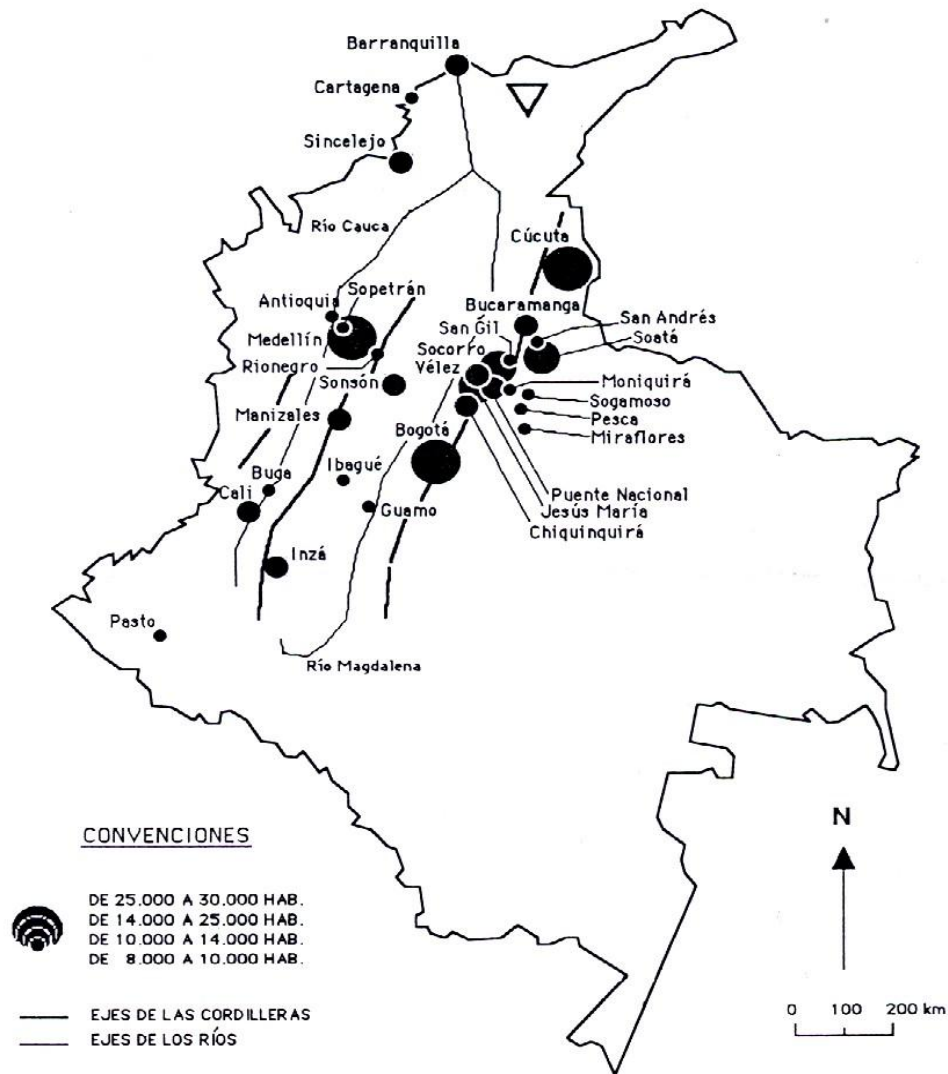 Barranquilla
Cartagena
Sincelejo
Río Cauca
Cúcuta
Sopetrán
Antioquia
Bucaramanga
San Andrés
San Gil
Medellín
Socorro
Soatá
Rionegro
Vélez
Sonsón
Moniquirá
Sogamoso
Manizales
Pesca
Bogotá
Miraflores
Buga
Ibagué
Cali
Puente Nacional
Guamo
Jesús María
Chiquinquirá
Inzá
Pasto
Río Magdalena
CONVENCIONES
N
DE 25.000 A 30.000 HAB.
DE 14.000 A 25.000 HAB.
DE 10.000 A 14.000 HAB.
DE 8.000 A 10.000 HAB.
0 100 200 km
EJES DE LAS CORDILLERAS
EJES DE LOS RÍOS